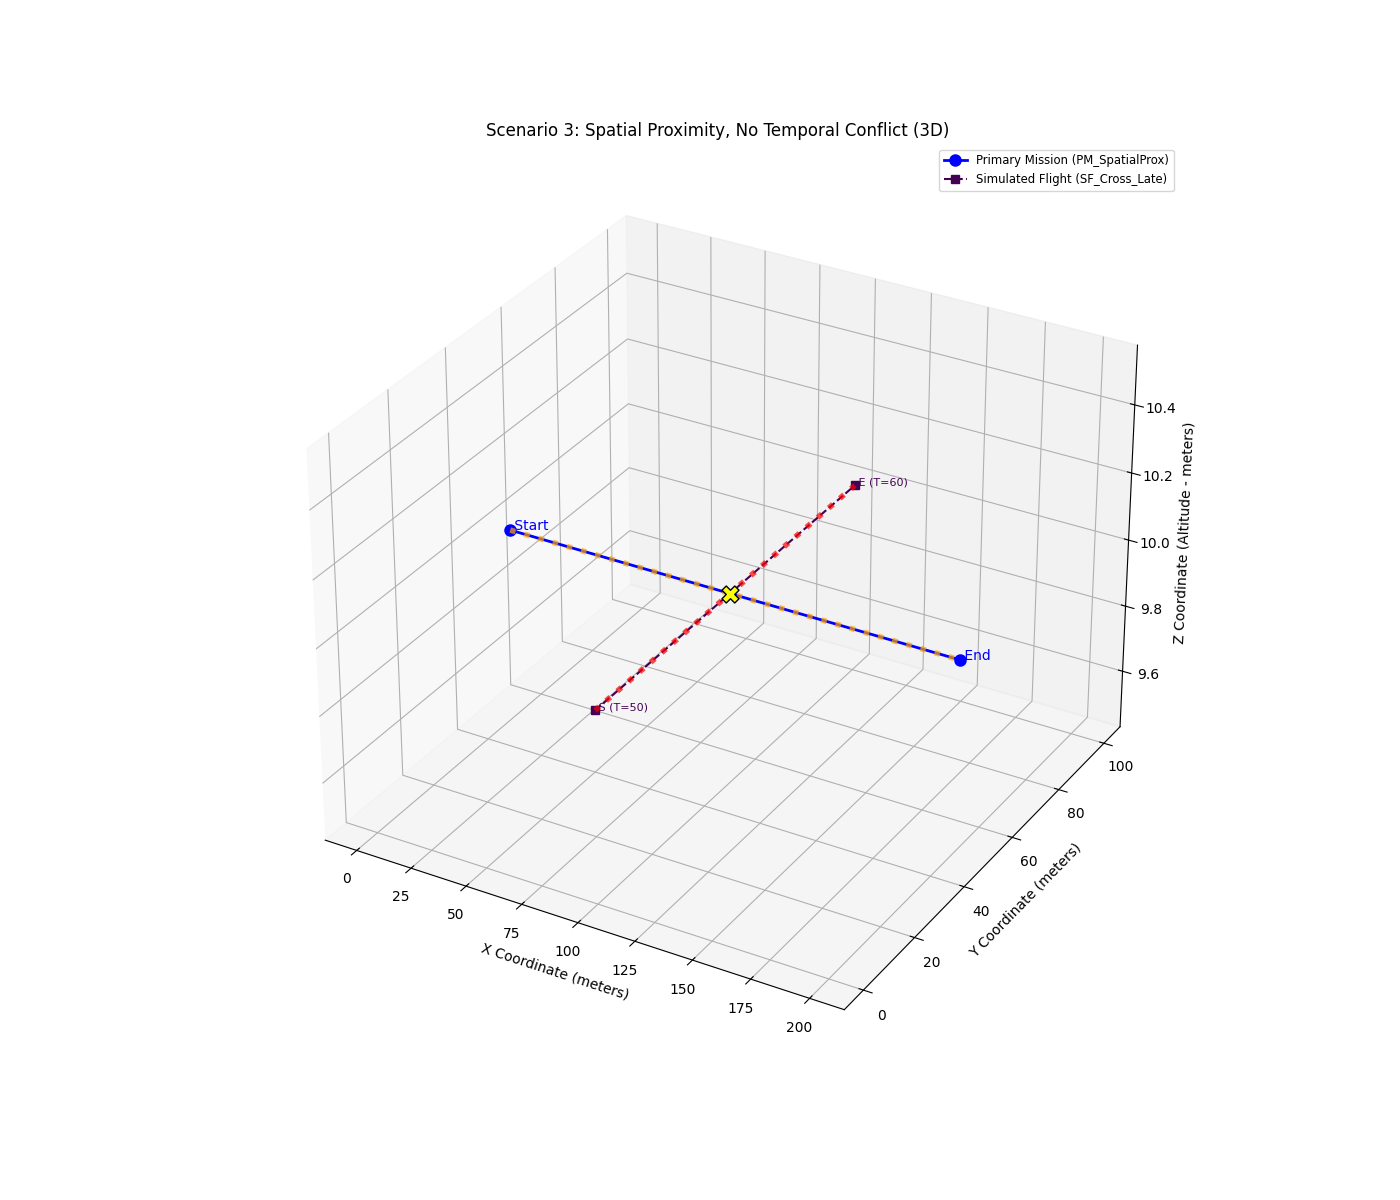 Scenario 3: Spatial Proximity, No Temporal Conflict (3D)
Primary Mission (PM_SpatialProx)
Simulated Flight (SF_Cross_Late)
Start
End
S (T=50)
E (T=60)
10.4
10.2
10.0
9.8
9.6
Z Coordinate (Altitude - meters)
100
80
60
40
20
0
Y Coordinate (meters)
0
25
50
75
100
125
150
175
200
X Coordinate (meters)